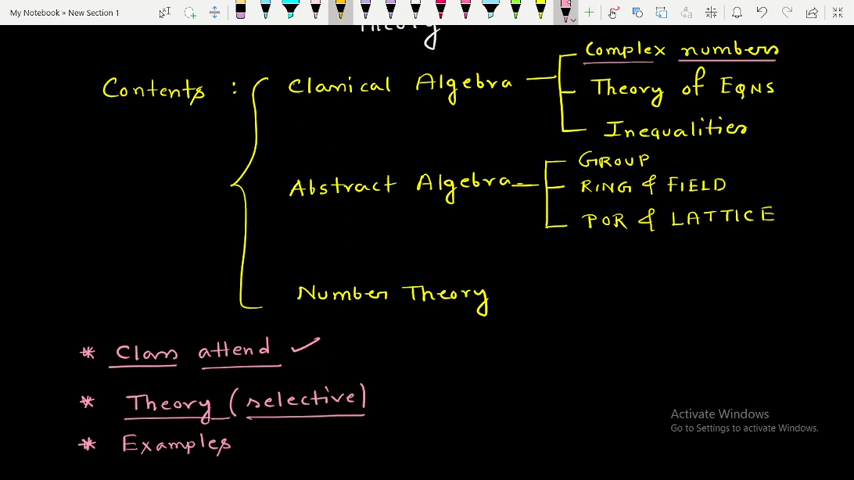 My Notebook » New Section 1
Theory
Contents : Classical Algebra
Complex numbers
Theory of EQNS
Inequalities
Abstract Algebra
GROUP
RING & FIELD
POR & LATTICE
Number Theory
* Class attend ✓
* Theory (selective)
* Examples
Activate Windows
Go to Settings to activate Windows.